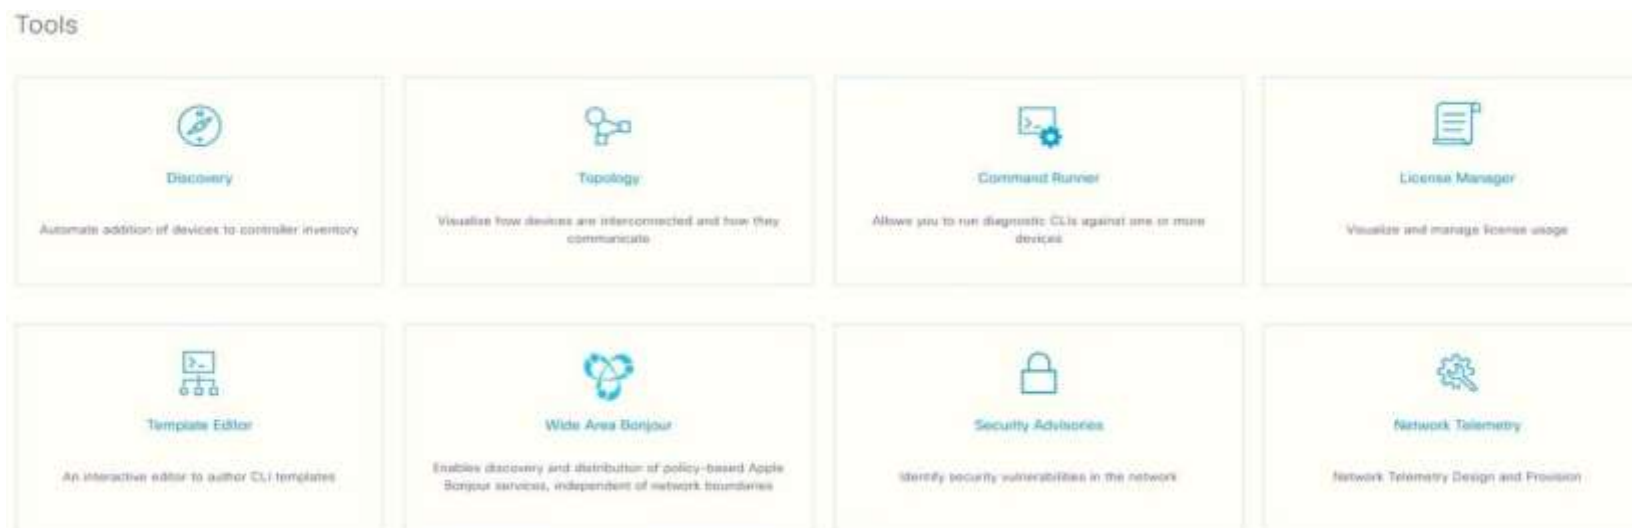 Tools
Discovery
Topology
Command Runner
License Manager
Automate addition of devices to controller inventory
Visualize how devices are interconnected and how they
communicate
Allows you to run diagnostic CLIs against one or more
devices
Visualize and manage license usage
Template Editor
Wide Area Bonjour
Security Advisories
Network Telemetry
An interactive editor to author CLI templates
Enables discovery and distribution of policy-based Apple
Bonjour services, independent of network boundaries
Identify security vulnerabilities in the network
Network Telemetry Design and Provision